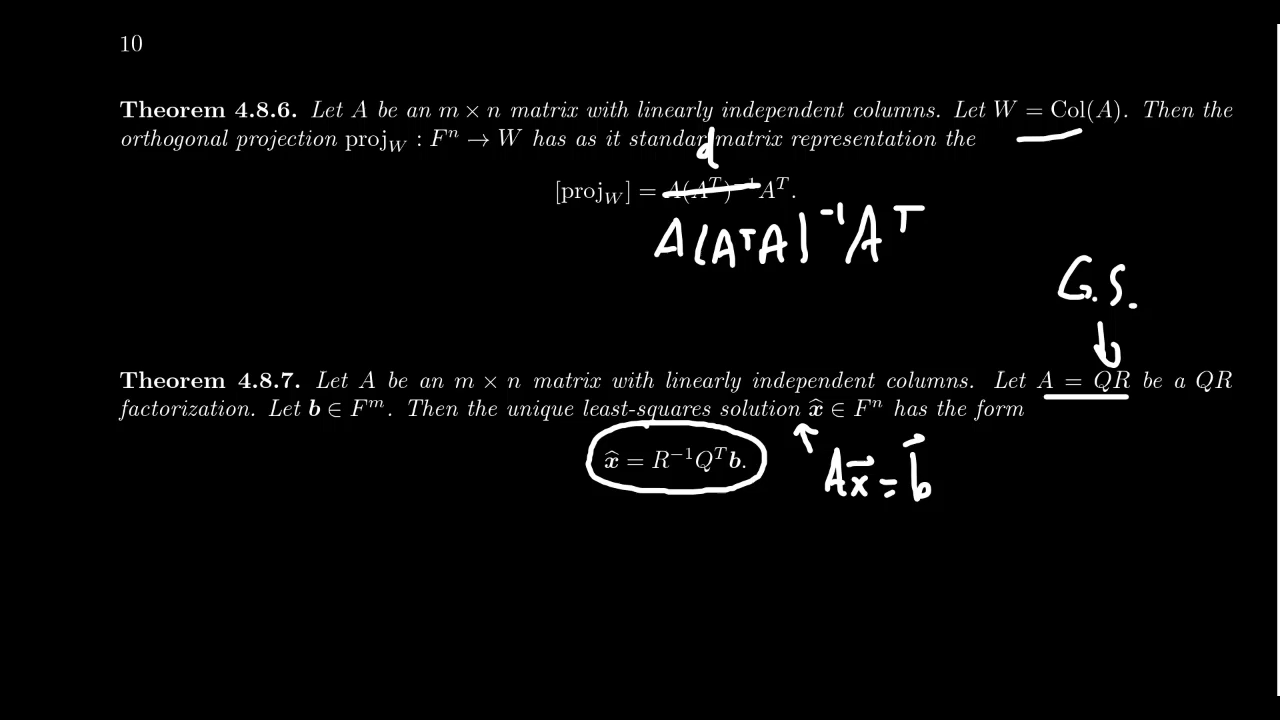 10
Theorem 4.8.6. Let A be an m × n matrix with linearly independent columns. Let W = Col(A). Then the
orthogonal projection proj_W : F^n → W has as it standar matrix representation the
d
[proj_W] = A(A^T)^{-1}A^T.
A(A^TA)^{-1}A^T
G.S.
↓
Theorem 4.8.7. Let A be an m × n matrix with linearly independent columns. Let A = QR be a QR
factorization. Let b ∈ F^m. Then the unique least-squares solution x̂ ∈ F^n has the form
x̂ = R^{-1}Q^Tb.
Ax⃗ = b⃗